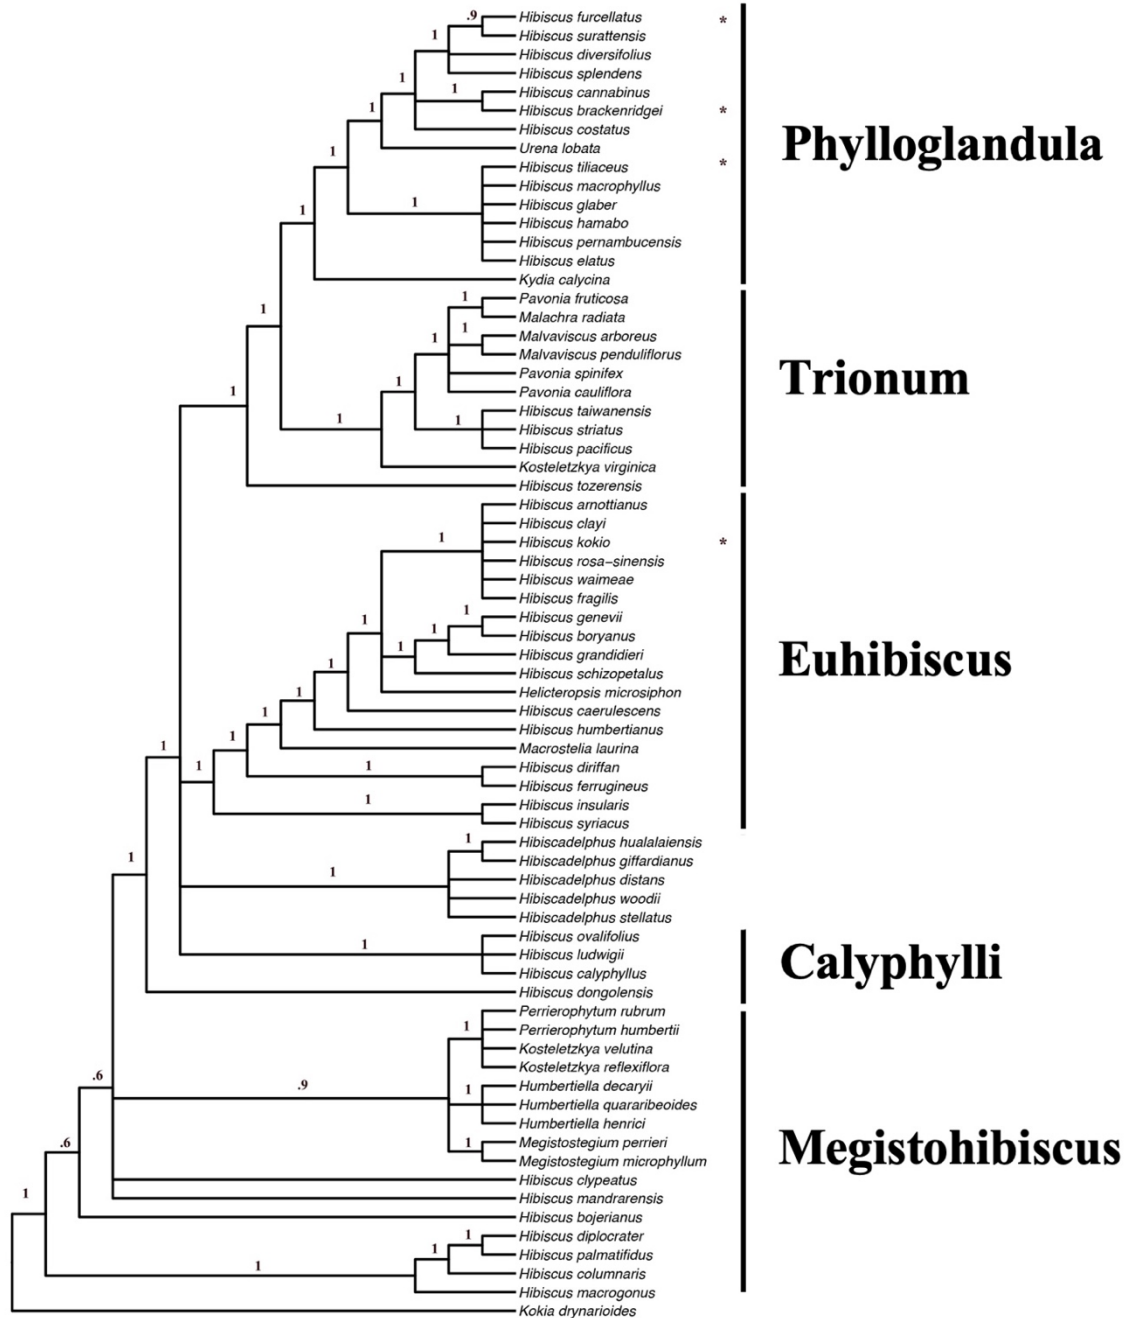 .9 Hibiscus furcellatus *
Hibiscus surattensis
1 Hibiscus diversifolius
Hibiscus splendens
1 1 Hibiscus cannabinus
Hibiscus brackenridgei *
1 Hibiscus costatus
Urena lobata
1 Hibiscus tiliaceus *
Phylloglandula
Hibiscus macrophyllus
1 1 Hibiscus glaber
Hibiscus hamabo
Hibiscus pernambucensis
Hibiscus elatus
Kydia calycina
1 1 Pavonia fruticosa
Malachra radiata
1 1 Malvaviscus arboreus
Malvaviscus penduliflorus
Pavonia spinifex
Trionum
1 1 Pavonia cauliflora
Hibiscus taiwanensis
1 1 Hibiscus striatus
Hibiscus pacificus
Kosteletzkya virginica
Hibiscus tozerensis
Hibiscus arnottianus
Hibiscus clayi
1 Hibiscus kokio *
Hibiscus rosa–sinensis
Hibiscus waimeae
Hibiscus fragilis
1 1 Hibiscus genevii
1 Hibiscus boryanus
1 Hibiscus grandidieri
Euhibiscus
1 Hibiscus schizopetalus
1 Helicteropsis microsiphon
1 Hibiscus caerulescens
Hibiscus humbertianus
1 1 Macrostelia laurina
1 1 Hibiscus diriffan
Hibiscus ferrugineus
1 Hibiscus insularis
Hibiscus syriacus
1 Hibiscadelphus hualalaiensis
1 Hibiscadelphus giffardianus
1 Hibiscadelphus distans
Hibiscadelphus woodii
Hibiscadelphus stellatus
Hibiscus ovalifolius
1 Hibiscus ludwigii
Calyphylli
Hibiscus calyphyllus
Hibiscus dongolensis
Perrierophytum rubrum
1 Perrierophytum humbertii
Kosteletzkya velutina
Kosteletzkya reflexiflora
.6 .9 1 Humbertiella decaryii
Humbertiella quararibeoides
Humbertiella henrici
.6 1 Megistostegium perrieri
Megistohibiscus
Megistostegium microphyllum
Hibiscus clypeatus
1 Hibiscus mandrarensis
Hibiscus bojerianus
1 Hibiscus diplocrater
1 Hibiscus palmatifidus
1 Hibiscus columnaris
Hibiscus macrogonus
Kokia drynarioides